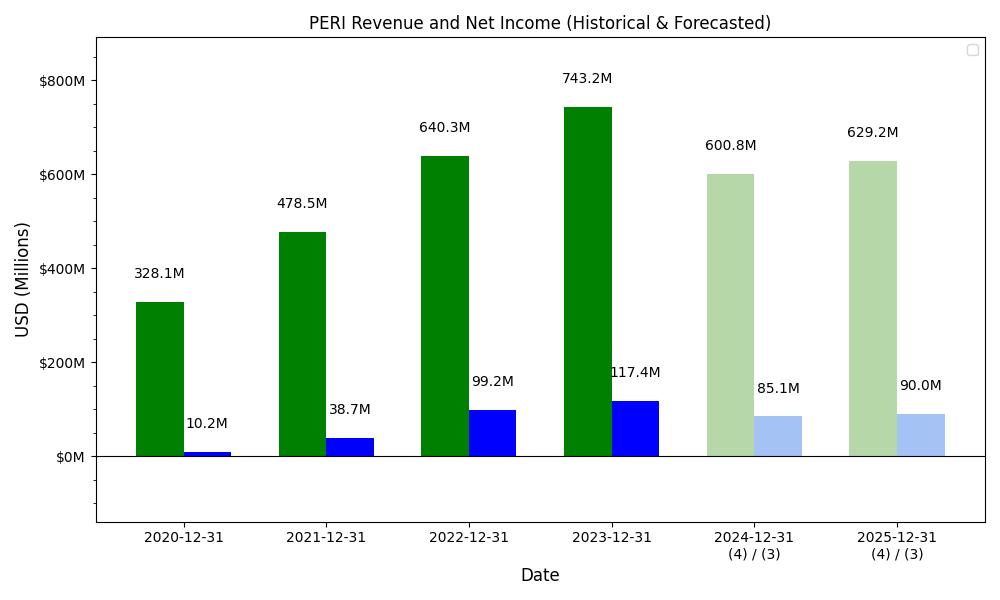 PERI Revenue and Net Income (Historical & Forecasted)
USD (Millions)
$800M
$600M
$400M
$200M
$0M
328.1M
10.2M
478.5M
38.7M
640.3M
99.2M
743.2M
117.4M
600.8M
85.1M
629.2M
90.0M
2020-12-31
2021-12-31
2022-12-31
2023-12-31
2024-12-31
(4) / (3)
2025-12-31
(4) / (3)
Date